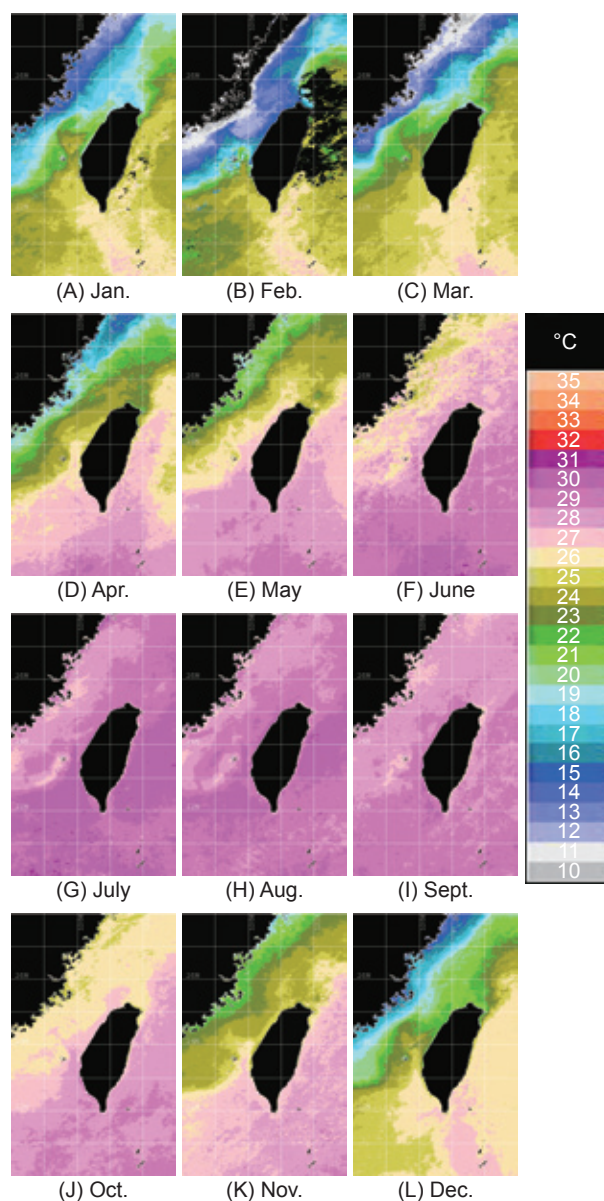 (A) Jan.
(B) Feb.
(C) Mar.
(D) Apr.
(E) May
(F) June
°C
35
34
33
32
31
30
29
28
27
26
25
24
23
22
21
20
19
18
17
16
15
14
13
12
11
10
(G) July
(H) Aug.
(I) Sept.
(J) Oct.
(K) Nov.
(L) Dec.